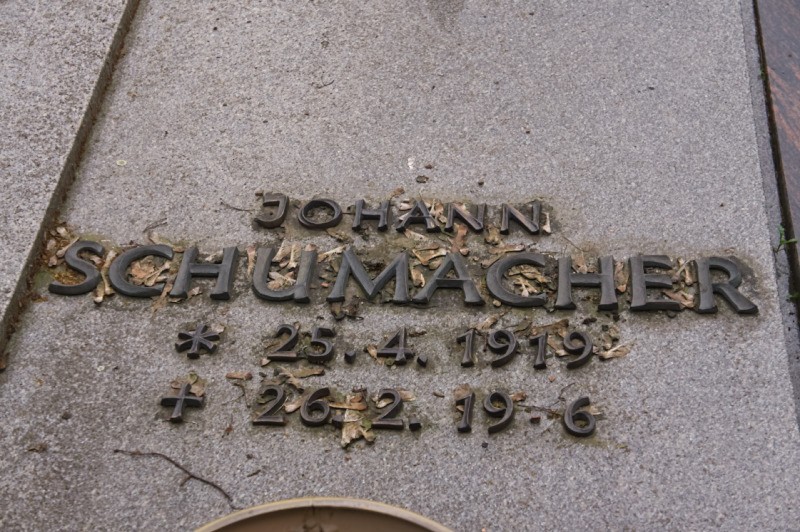 JOHANN
SCHUMACHER
* 25. 4. 1919
+ 26. 2. 19 6